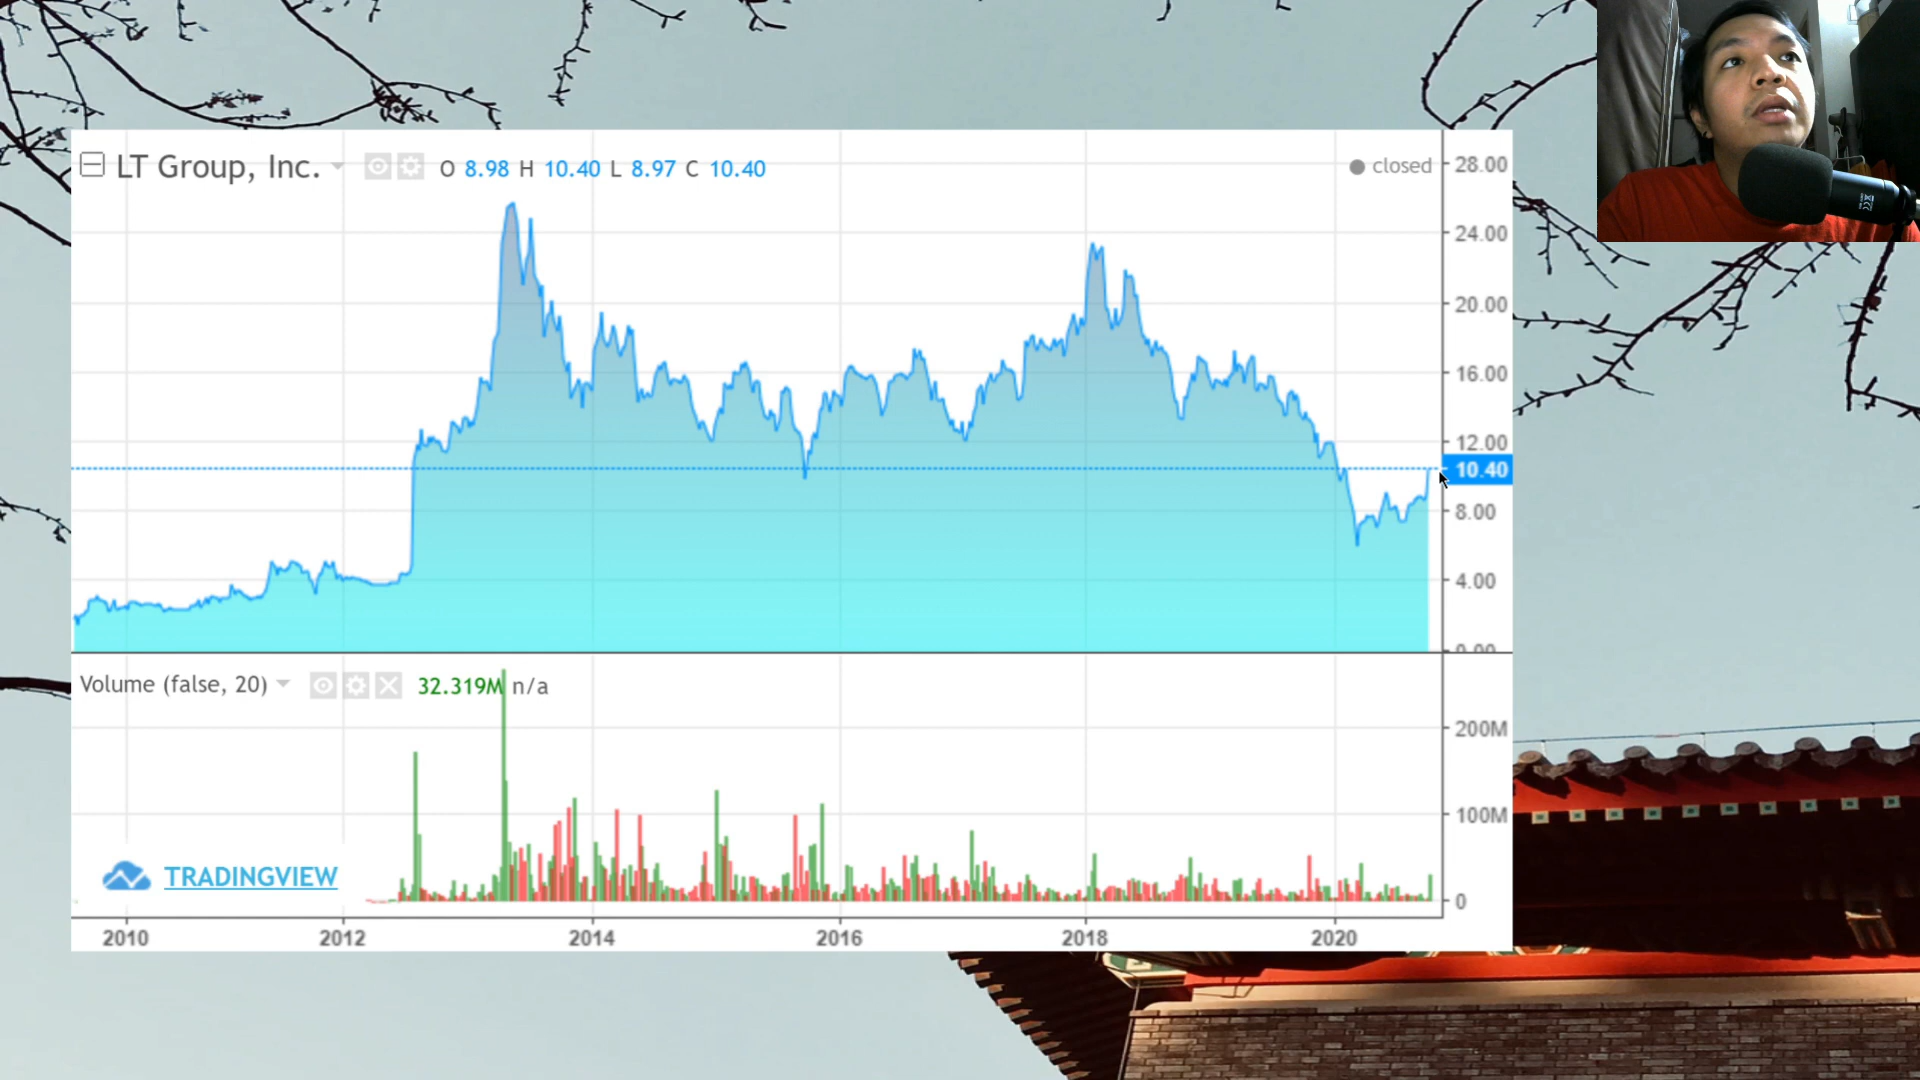 LT Group, Inc. O 8.98 H 10.40 L 8.97 C 10.40
closed
28.00
24.00
20.00
16.00
12.00
10.40
8.00
4.00
0.00
Volume (false, 20) 32.319M n/a
200M
100M
0
TRADINGVIEW
2010 2012 2014 2016 2018 2020